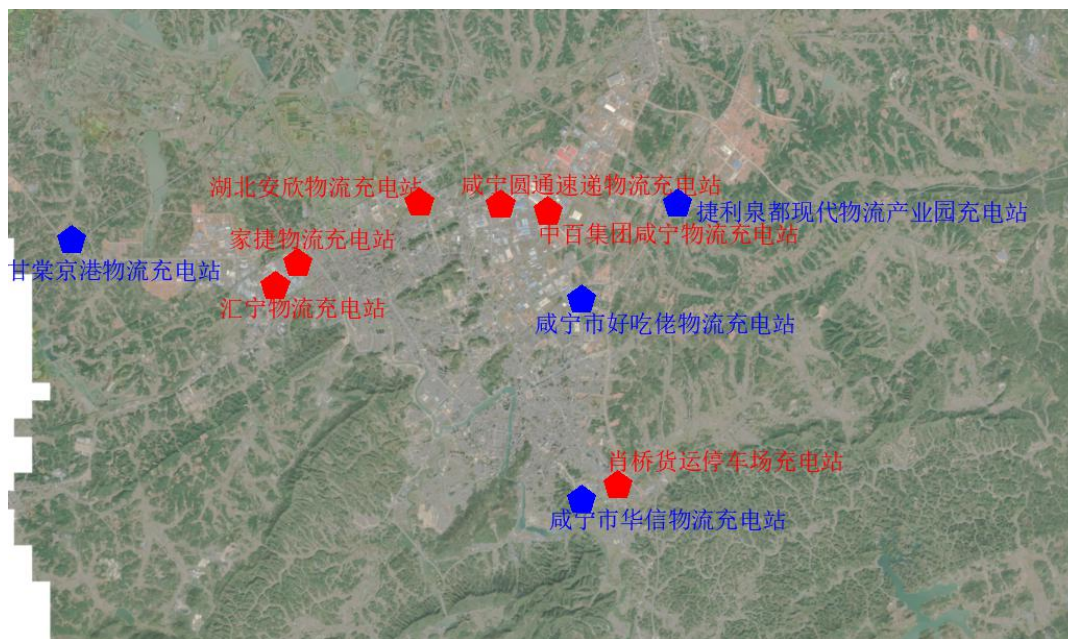 湖北安欣物流充电站
咸宁圆通速递物流充电站
捷利泉都现代物流产业园充电站
中百集团咸宁物流充电站
家捷物流充电站
甘棠京港物流充电站
汇宁物流充电站
咸宁市好吃佬物流充电站
肖桥货运停车场充电站
咸宁市华信物流充电站